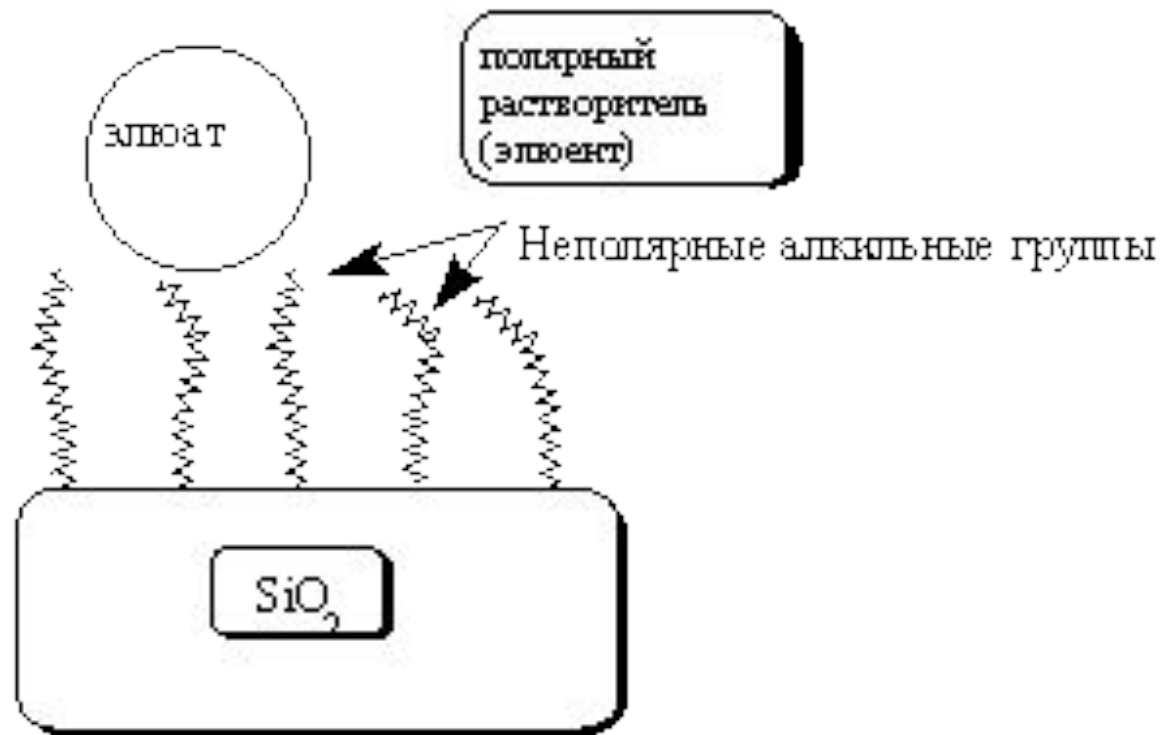 элюат
полярный
растворитель
(элюент)
Неполярные алкильные группы
SiO₂